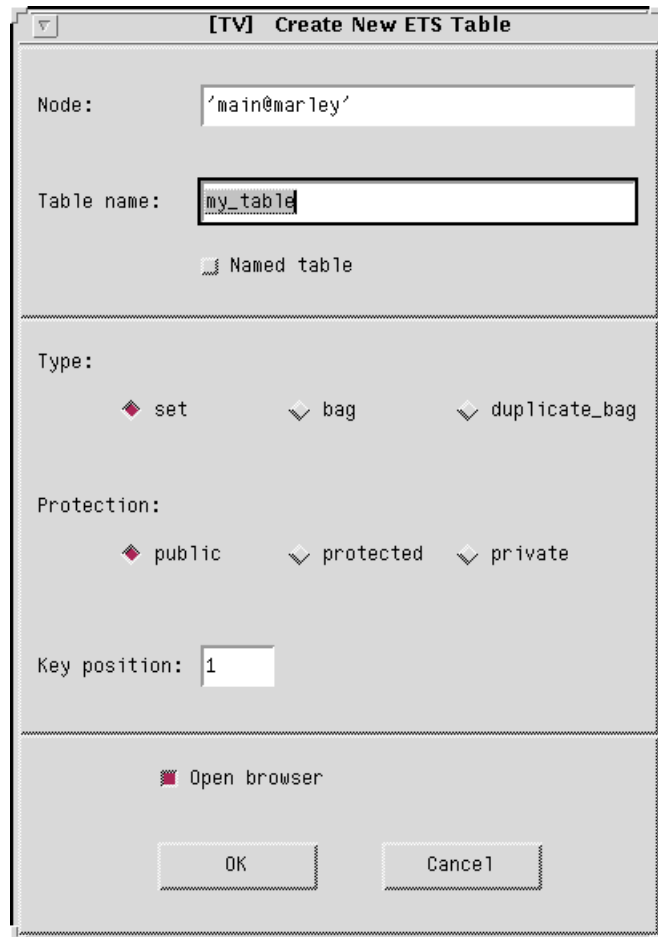 [TV] Create New ETS Table
Node: 'main@marley'
Table name: my_table
Named table
Type:
set bag duplicate_bag
Protection:
public protected private
Key position: 1
Open browser
OK Cancel